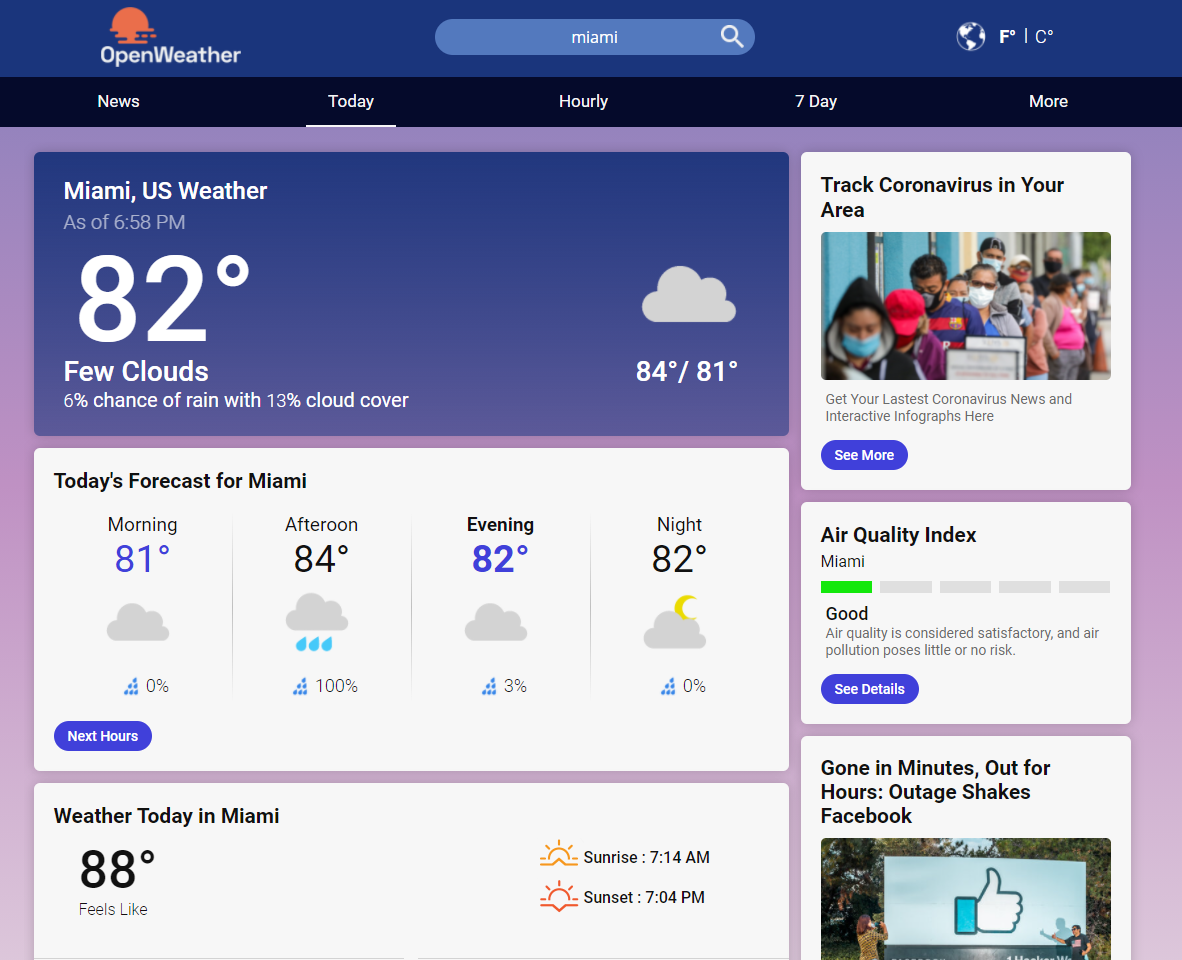 OpenWeather
miami
F° | C°
News
Today
Hourly
7 Day
More
Miami, US Weather
As of 6:58 PM
82°
Few Clouds
6% chance of rain with 13% cloud cover
84°/ 81°
Today's Forecast for Miami
Morning
81°
0%
Afteroon
84°
100%
Evening
82°
3%
Night
82°
0%
Next Hours
Weather Today in Miami
88°
Feels Like
Sunrise : 7:14 AM
Sunset : 7:04 PM
Track Coronavirus in Your
Area
Get Your Lastest Coronavirus News and
Interactive Infographs Here
See More
Air Quality Index
Miami
Good
Air quality is considered satisfactory, and air
pollution poses little or no risk.
See Details
Gone in Minutes, Out for
Hours: Outage Shakes
Facebook